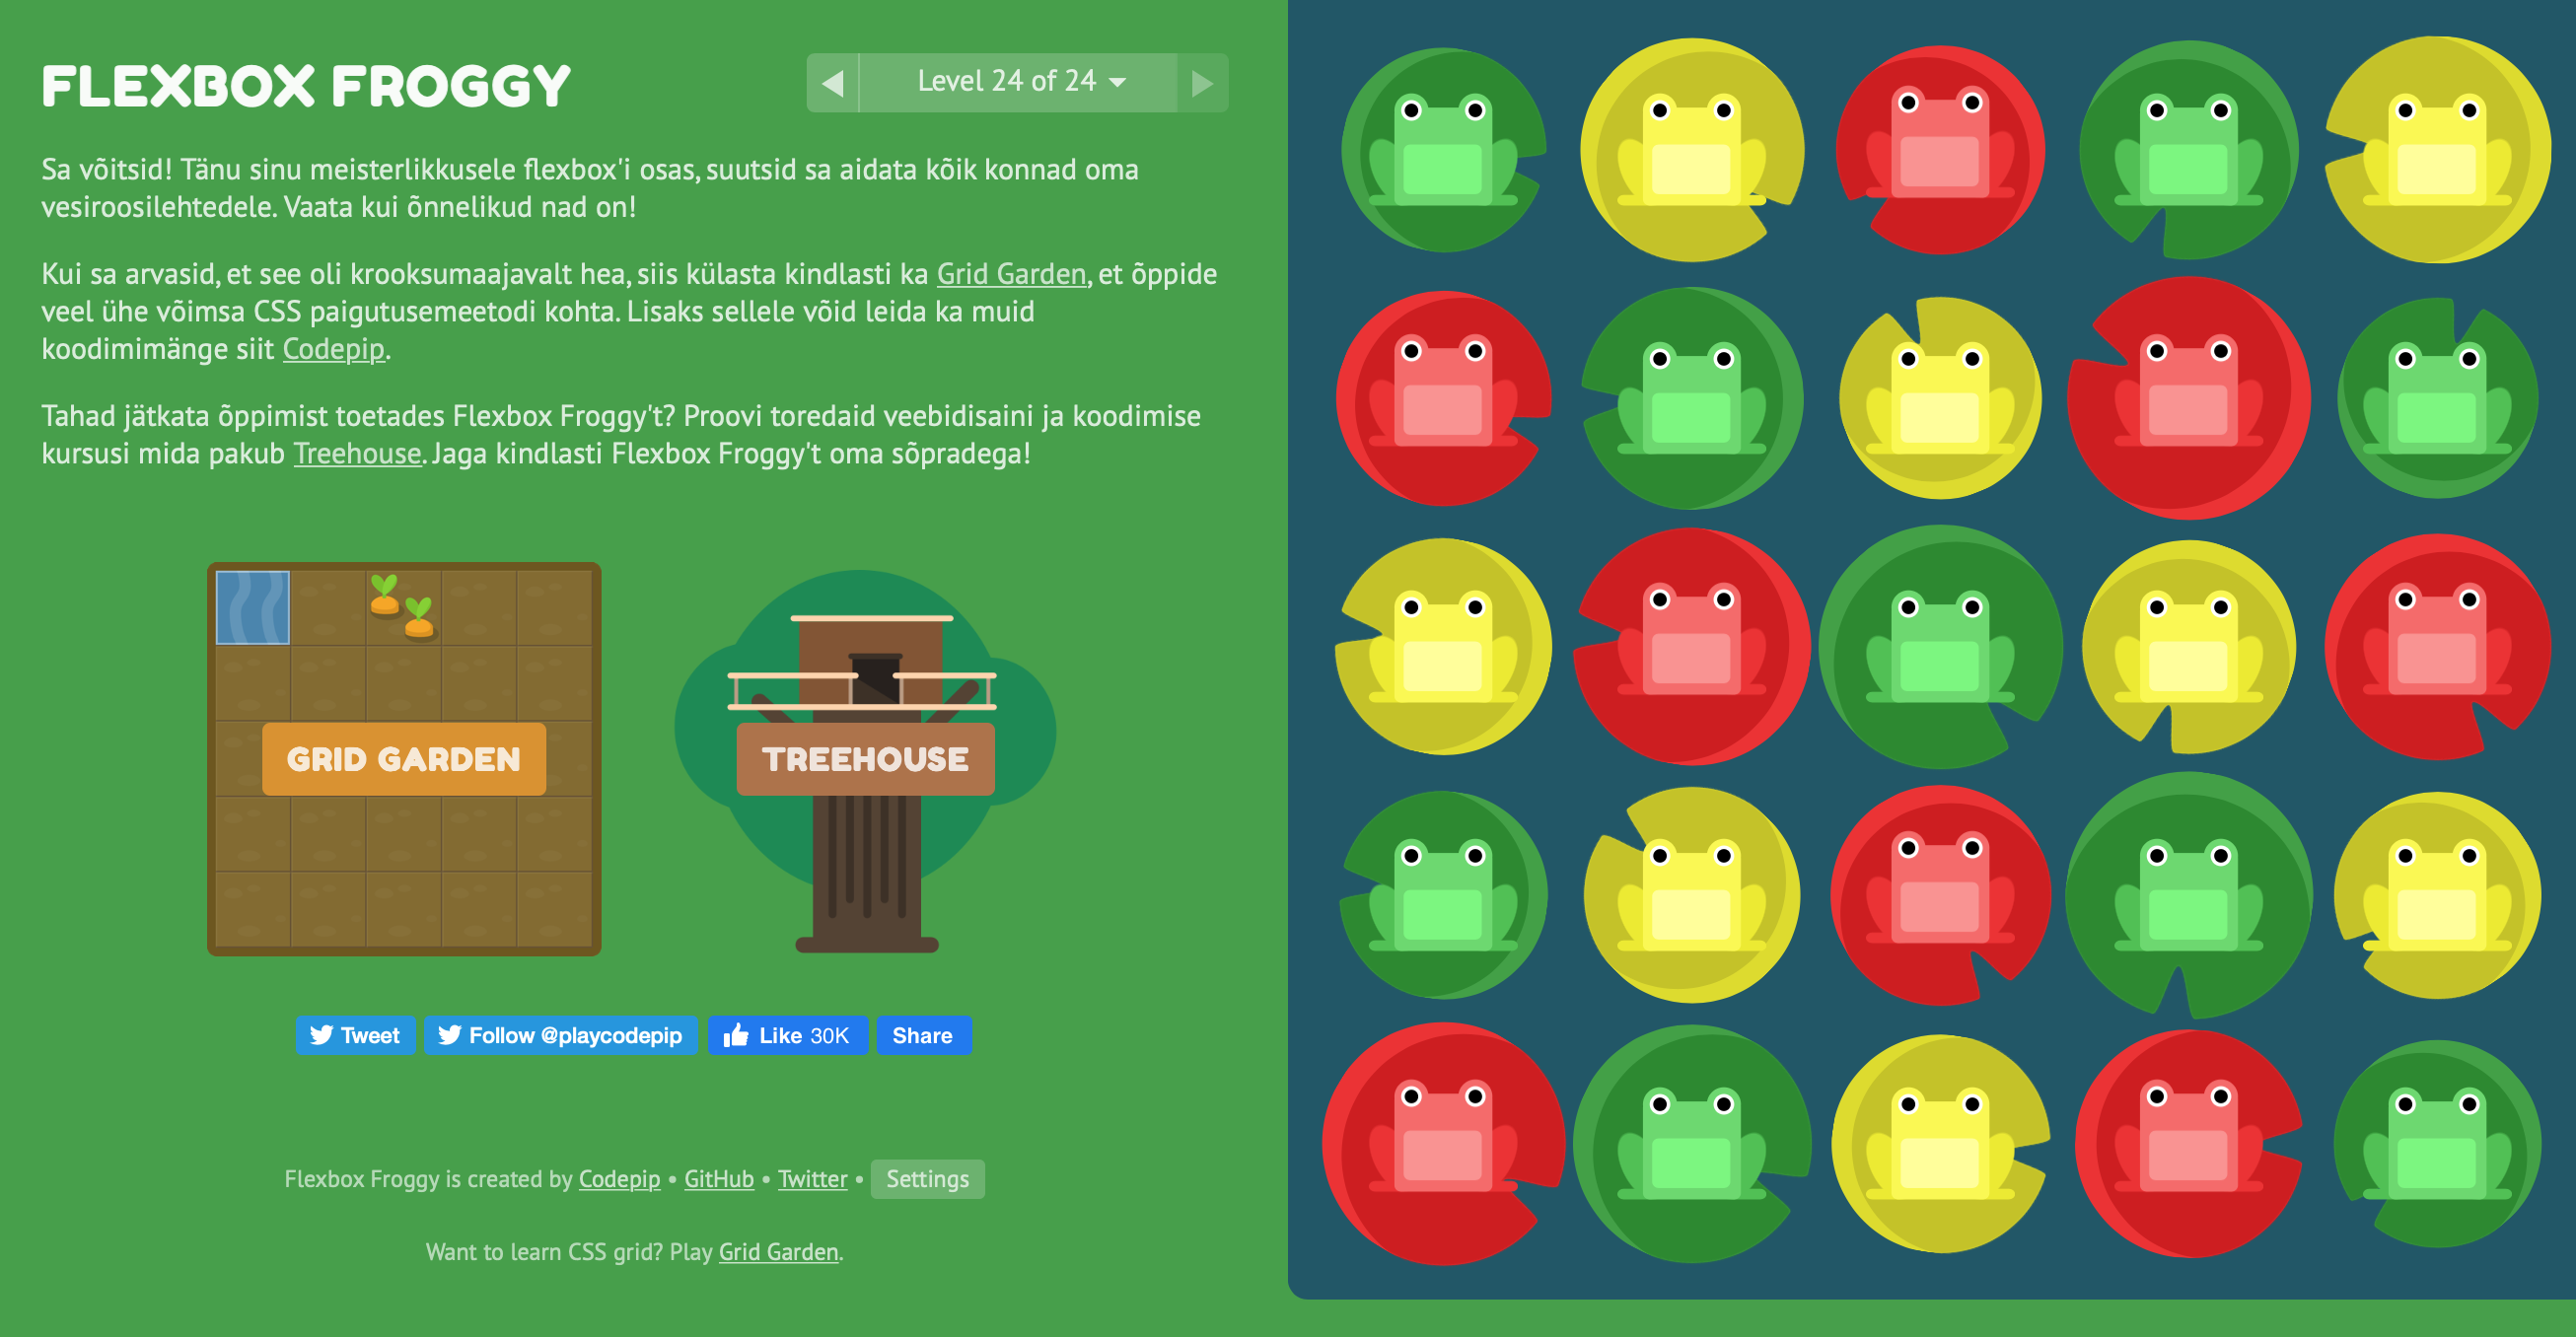 FLEXBOX FROGGY
Level 24 of 24
Sa võitsid! Tänu sinu meisterlikkusele flexbox'i osas, suutsid sa aidata kõik konnad oma
vesiroosilehtedele. Vaata kui õnnelikud nad on!
Kui sa arvasid, et see oli krooksumaajavalt hea, siis külasta kindlasti ka Grid Garden, et õppide
veel ühe võimsa CSS paigutusemeetodi kohta. Lisaks sellele võid leida ka muid
koodimimänge siit Codepip.
Tahad jätkata õppimist toetades Flexbox Froggy't? Proovi toredaid veebidisaini ja koodimise
kursusi mida pakub Treehouse. Jaga kindlasti Flexbox Froggy't oma sõpradega!
GRID GARDEN
TREEHOUSE
Tweet
Follow @playcodepip
Like 30K
Share
Flexbox Froggy is created by Codepip • GitHub • Twitter • Settings
Want to learn CSS grid? Play Grid Garden.